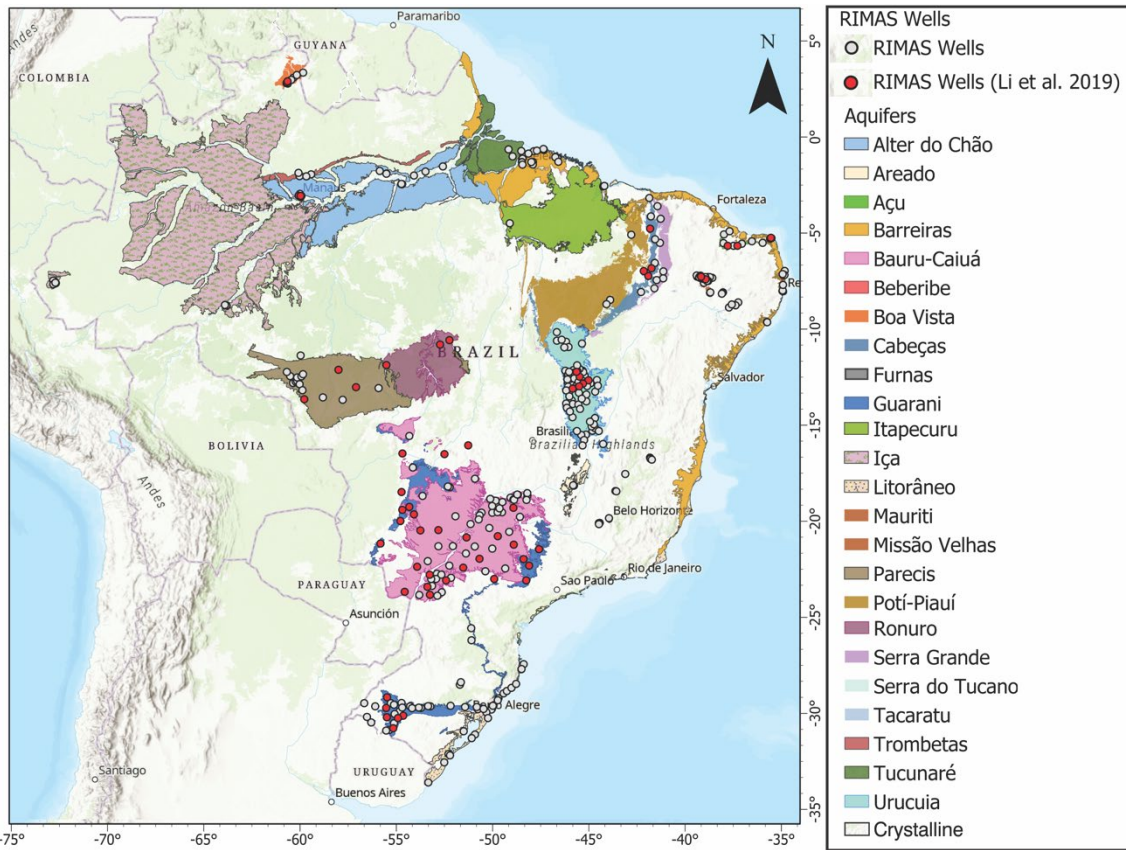 Paramaribo
GUYANA
COLOMBIA
N
Manaus
Fortaleza
Re
BRAZIL
Salvador
BOLIVIA
Brasíli
Brazilian Highlands
Andes
Belo Horizonte
PARAGUAY
Sao Paulo
Rio de Janeiro
Asunción
Alegre
Santiago
URUGUAY
Buenos Aires
5°
0°
-5°
-10°
-15°
-20°
-25°
-30°
-35°
-75°
-70°
-65°
-60°
-55°
-50°
-45°
-40°
-35°
RIMAS Wells
RIMAS Wells
RIMAS Wells (Li et al. 2019)
Aquifers
Alter do Chão
Areado
Açu
Barreiras
Bauru-Caiuá
Beberibe
Boa Vista
Cabeças
Furnas
Guarani
Itapecuru
Iça
Litorâneo
Mauriti
Missão Velhas
Parecis
Potí-Piauí
Ronuro
Serra Grande
Serra do Tucano
Tacaratu
Trombetas
Tucunaré
Urucuia
Crystalline